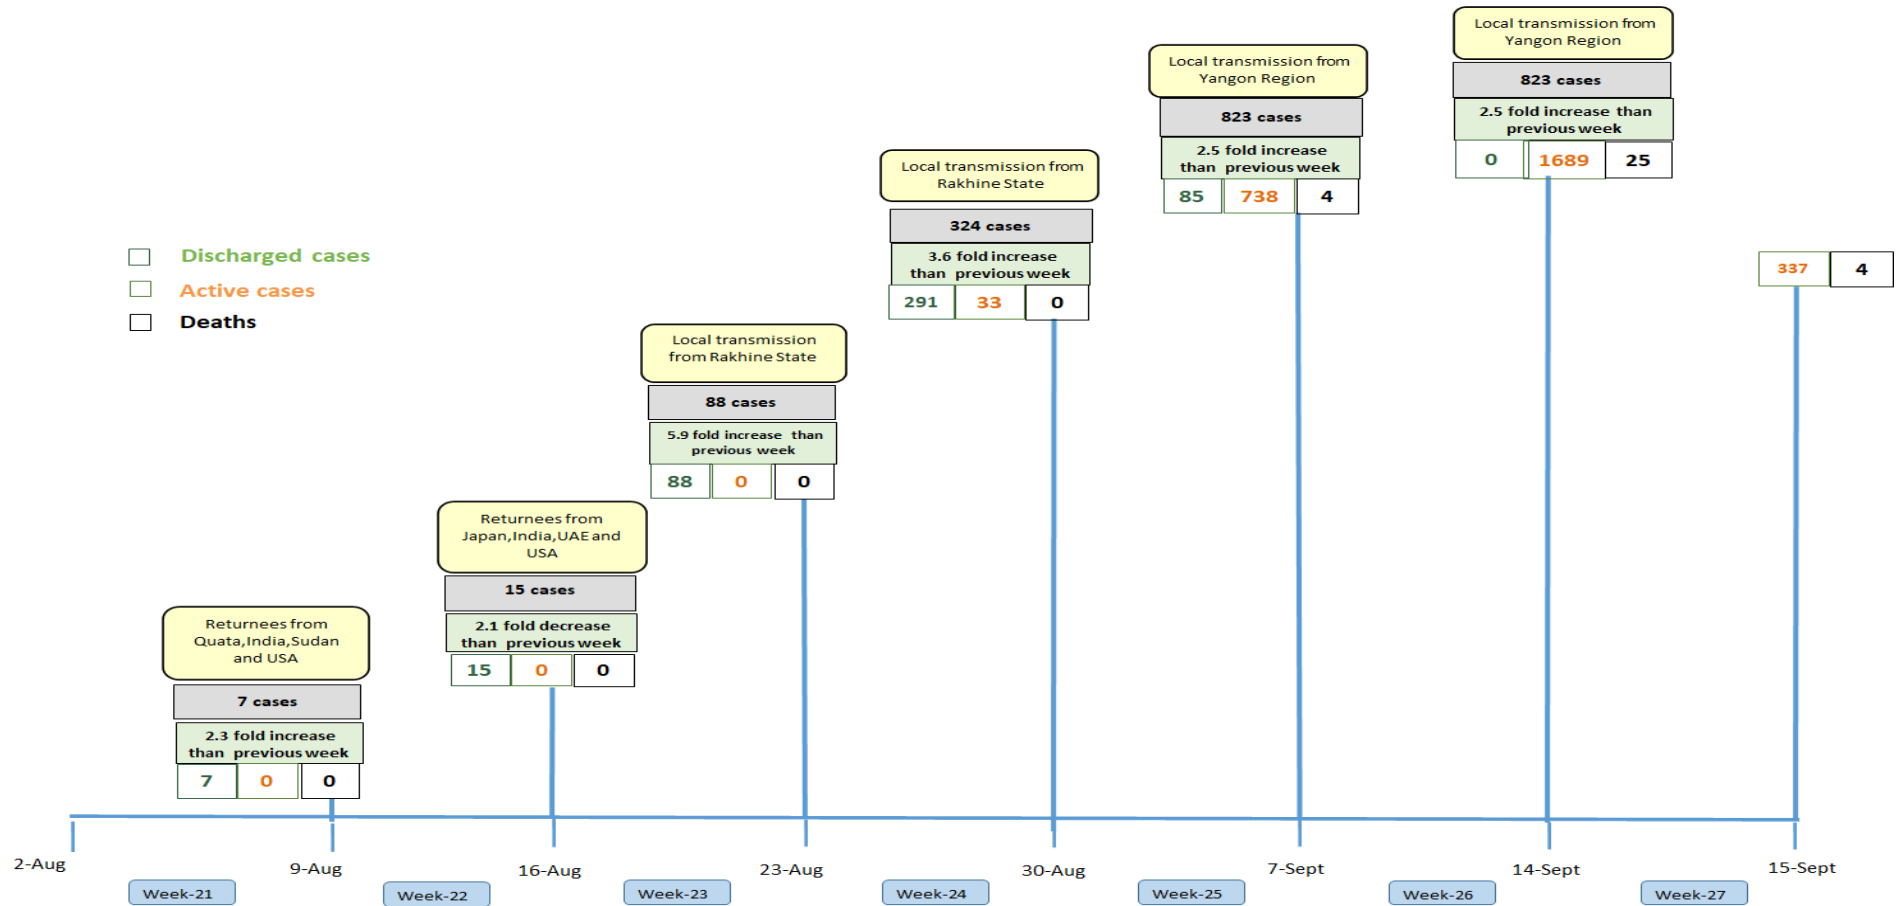 Discharged cases
Active cases
Deaths
Returnees from
Quata,India,Sudan
and USA
7 cases
2.3 fold increase
than previous week
7 0 0
Returnees from
Japan,India,UAE and
USA
15 cases
2.1 fold decrease
than previous week
15 0 0
Local transmission
from Rakhine State
88 cases
5.9 fold increase than
previous week
88 0 0
Local transmission from
Rakhine State
324 cases
3.6 fold increase
than previous week
291 33 0
Local transmission from
Yangon Region
823 cases
2.5 fold increase
than previous week
85 738 4
Local transmission from
Yangon Region
823 cases
2.5 fold increase than
previous week
0 1689 25
337 4
2-Aug 9-Aug 16-Aug 23-Aug 30-Aug 7-Sept 14-Sept 15-Sept
Week-21 Week-22 Week-23 Week-24 Week-25 Week-26 Week-27